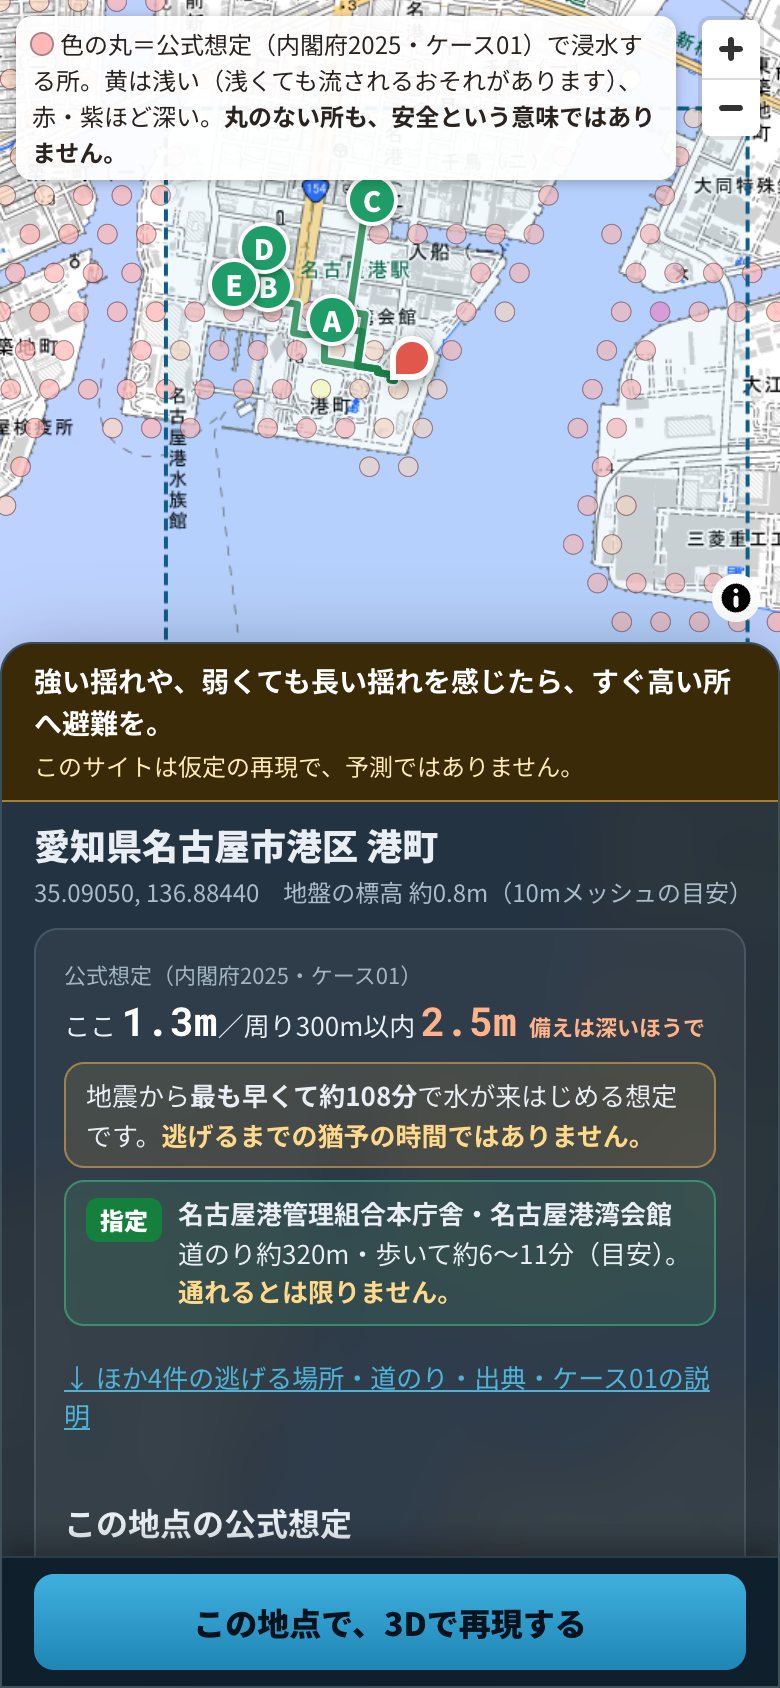 色の丸＝公式想定（内閣府2025・ケース01）で浸水す
る所。黄は浅い（浅くても流されるおそれがあります）、
赤・紫ほど深い。丸のない所も、安全という意味ではあり
ません。
+
−
大同特殊
154
C
D
入船（一）
名古屋港駅
E
B
A
会館
築地町
大江
港町
名古屋港水族館
屋検疫所
三菱重工
強い揺れや、弱くても長い揺れを感じたら、すぐ高い所
へ避難を。
このサイトは仮定の再現で、予測ではありません。
愛知県名古屋市港区 港町
35.09050, 136.88440　地盤の標高 約0.8m（10mメッシュの目安）
公式想定（内閣府2025・ケース01）
ここ 1.3m／周り300m以内 2.5m 備えは深いほうで
地震から最も早くて約108分で水が来はじめる想定
です。逃げるまでの猶予の時間ではありません。
指定
名古屋港管理組合本庁舎・名古屋港湾会館
道のり約320m・歩いて約6〜11分（目安）。
通れるとは限りません。
↓ ほか4件の逃げる場所・道のり・出典・ケース01の説
明
この地点の公式想定
この地点で、3Dで再現する